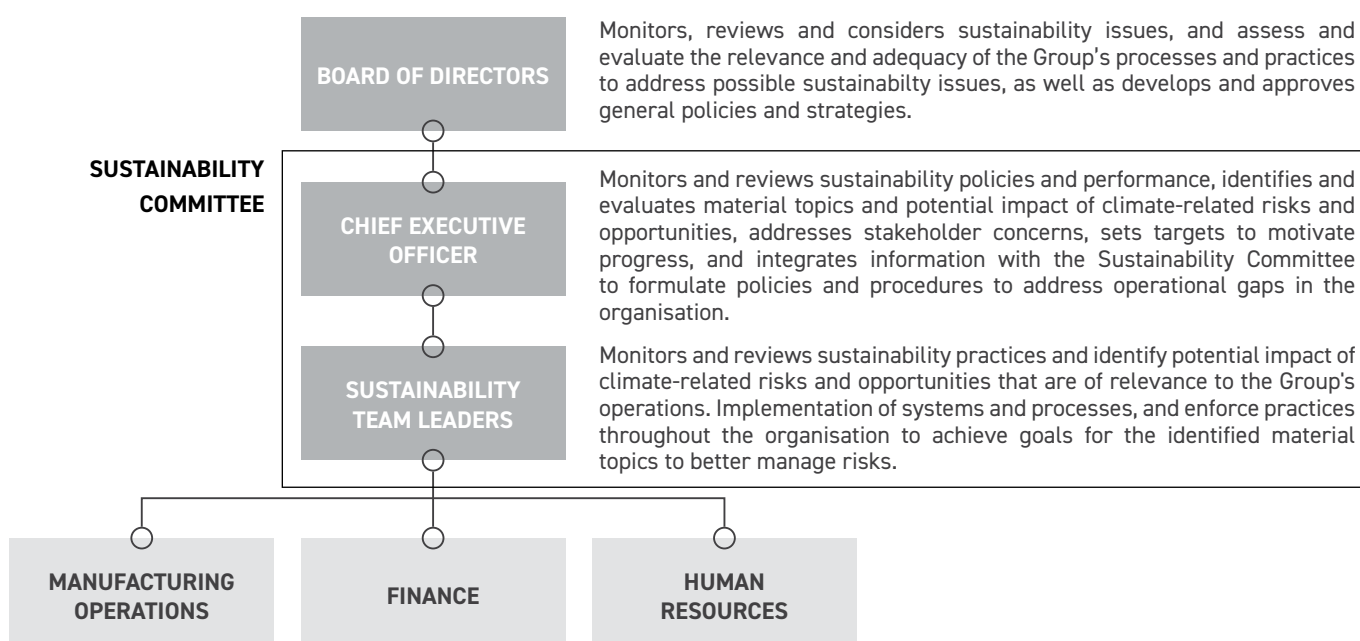 BOARD OF DIRECTORS
Monitors, reviews and considers sustainability issues, and assess and
evaluate the relevance and adequacy of the Group's processes and practices
to address possible sustainabilty issues, as well as develops and approves
general policies and strategies.
SUSTAINABILITY
COMMITTEE
CHIEF EXECUTIVE
OFFICER
Monitors and reviews sustainability policies and performance, identifies and
evaluates material topics and potential impact of climate-related risks and
opportunities, addresses stakeholder concerns, sets targets to motivate
progress, and integrates information with the Sustainability Committee
to formulate policies and procedures to address operational gaps in the
organisation.
SUSTAINABILITY
TEAM LEADERS
Monitors and reviews sustainability practices and identify potential impact of
climate-related risks and opportunities that are of relevance to the Group's
operations. Implementation of systems and processes, and enforce practices
throughout the organisation to achieve goals for the identified material
topics to better manage risks.
MANUFACTURING
OPERATIONS
FINANCE
HUMAN
RESOURCES